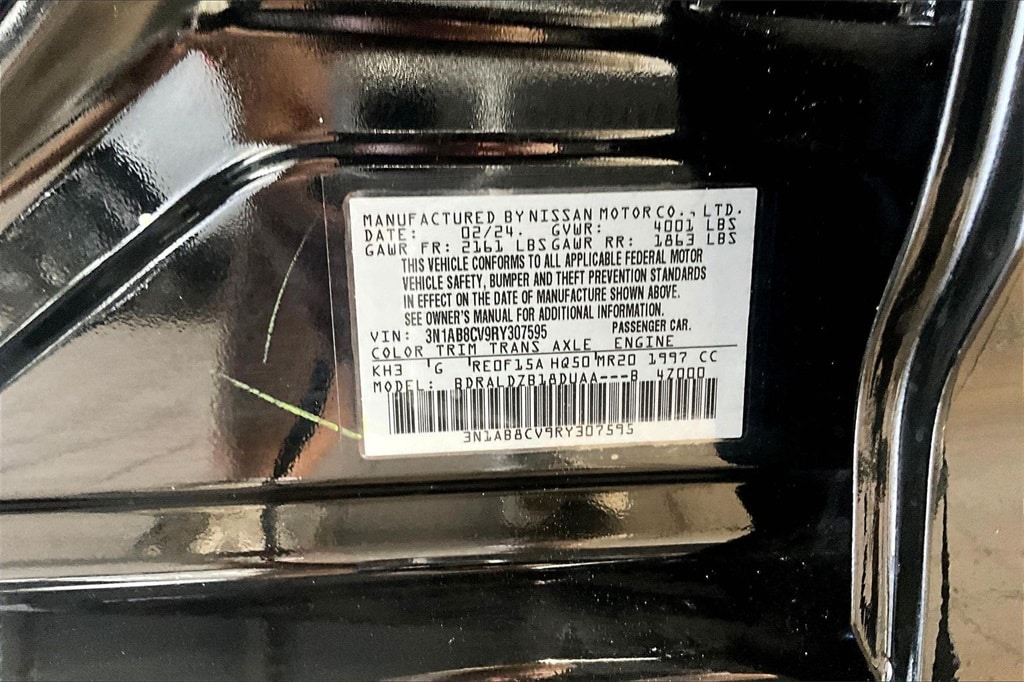 MANUFACTURED BY NISSAN MOTOR CO., LTD.
DATE: 02/24. GVWR: 4001 LBS
GAWR FR: 2161 LBS GAWR RR: 1863 LBS
THIS VEHICLE CONFORMS TO ALL APPLICABLE FEDERAL MOTOR
VEHICLE SAFETY, BUMPER AND THEFT PREVENTION STANDARDS
IN EFFECT ON THE DATE OF MANUFACTURE SHOWN ABOVE.
SEE OWNER'S MANUAL FOR ADDITIONAL INFORMATION.
VIN: 3N1AB8CV9RY307595 PASSENGER CAR.
COLOR TRIM TRANS AXLE ENGINE
KH3 'G 'RE0F15A HQ50'MR20 1997 CC
MODEL: BDRALDZB18DUAA---B 4Z000
3N1AB8CV9RY307595